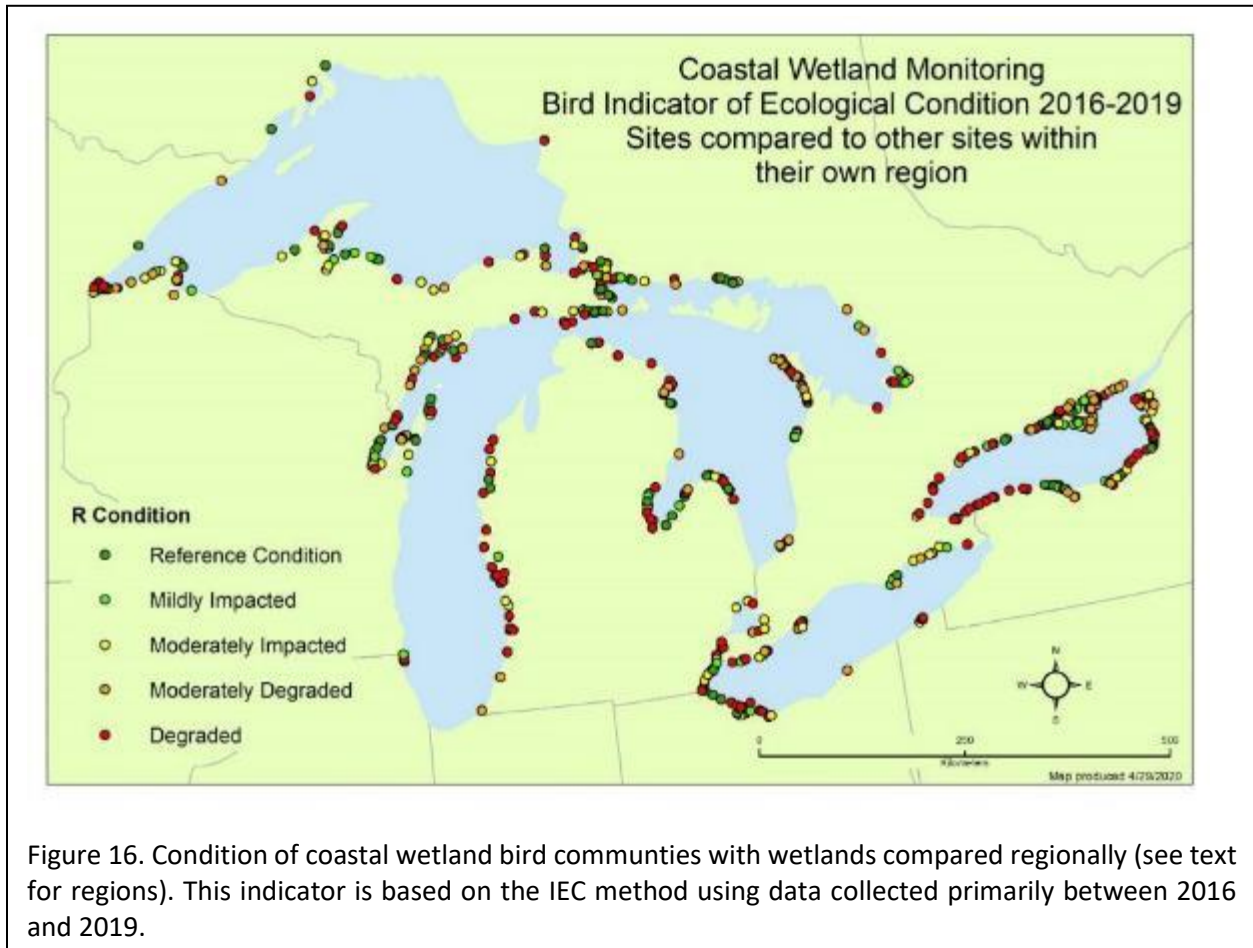 Coastal Wetland Monitoring
Bird Indicator of Ecological Condition 2016-2019
Sites compared to other sites within
their own region
R Condition
Reference Condition
Mildly Impacted
Moderately Impacted
Moderately Degraded
Degraded
N
W E
S
0 250 500
Kilometers
Map produced 4/29/2020
Figure 16. Condition of coastal wetland bird communties with wetlands compared regionally (see text
for regions). This indicator is based on the IEC method using data collected primarily between 2016
and 2019.